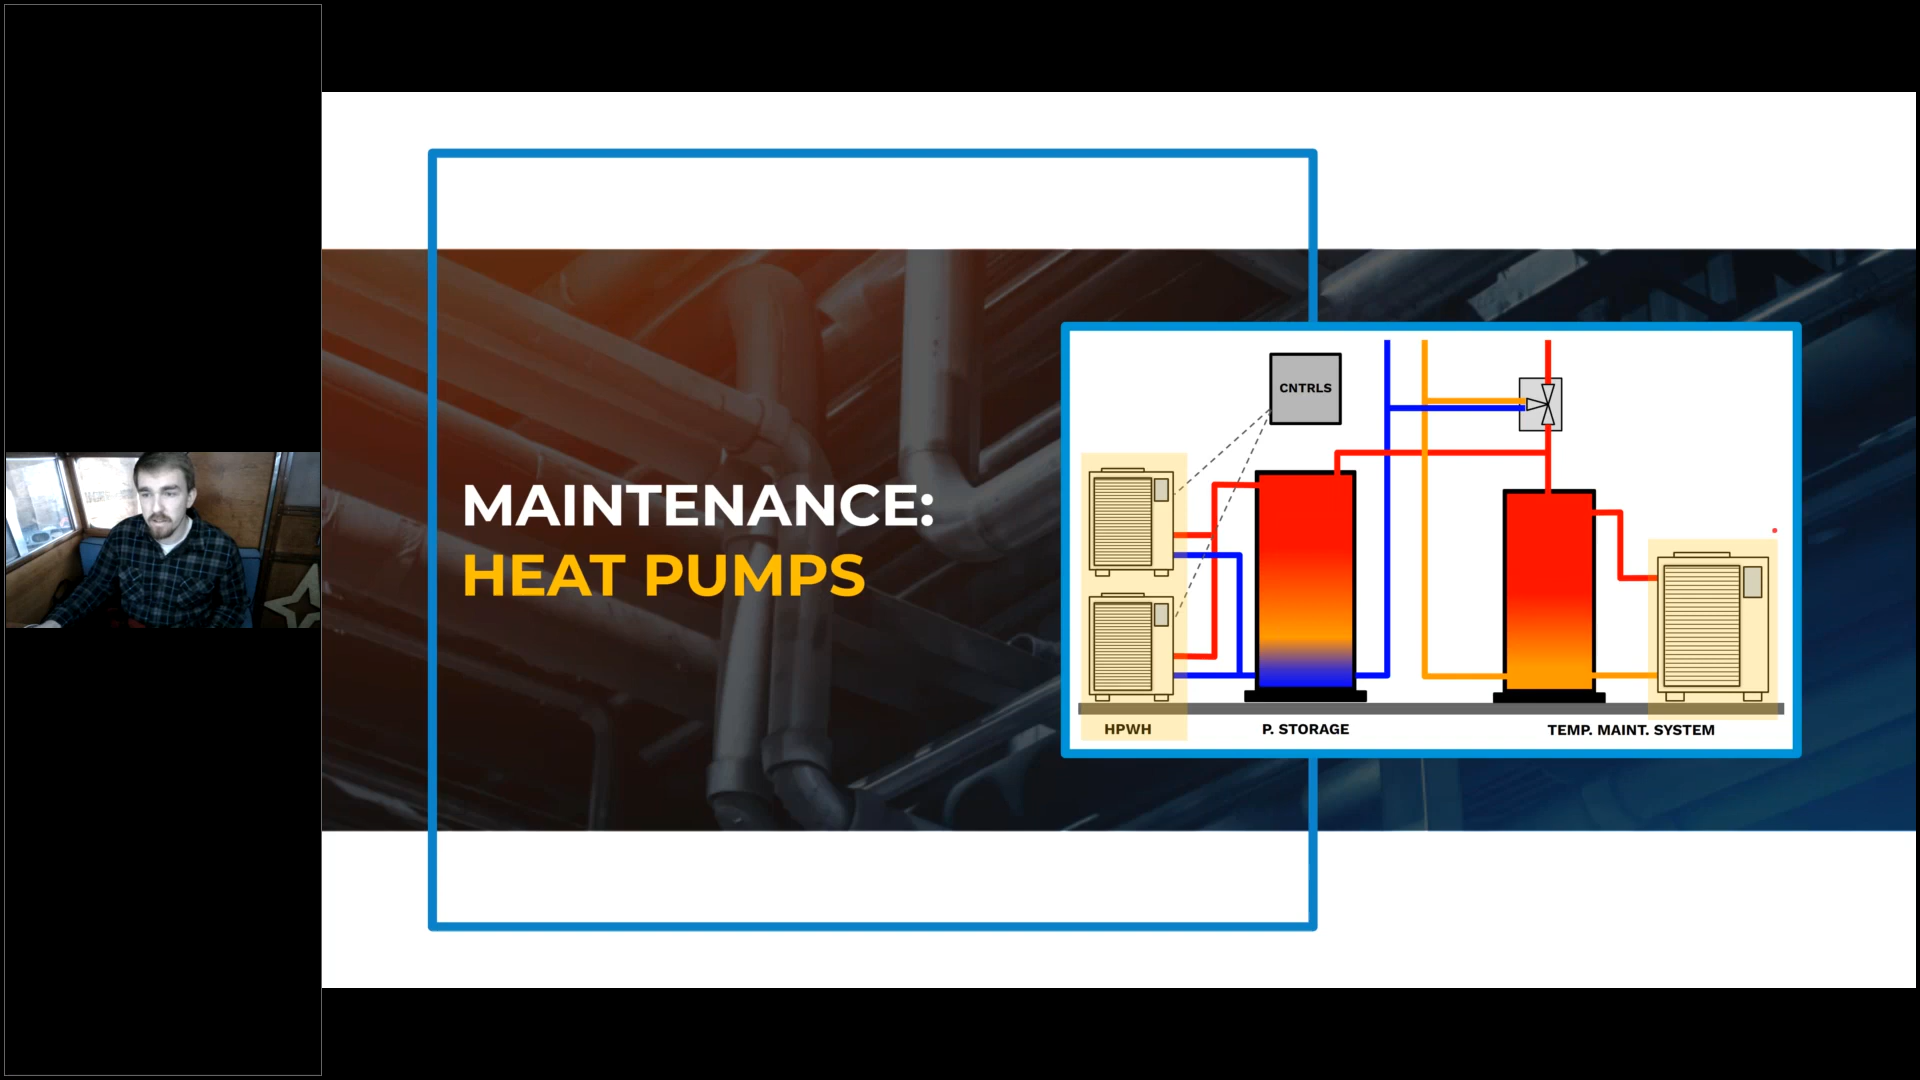 MAINTENANCE:
HEAT PUMPS
CNTRLS
HPWH
P. STORAGE
TEMP. MAINT. SYSTEM